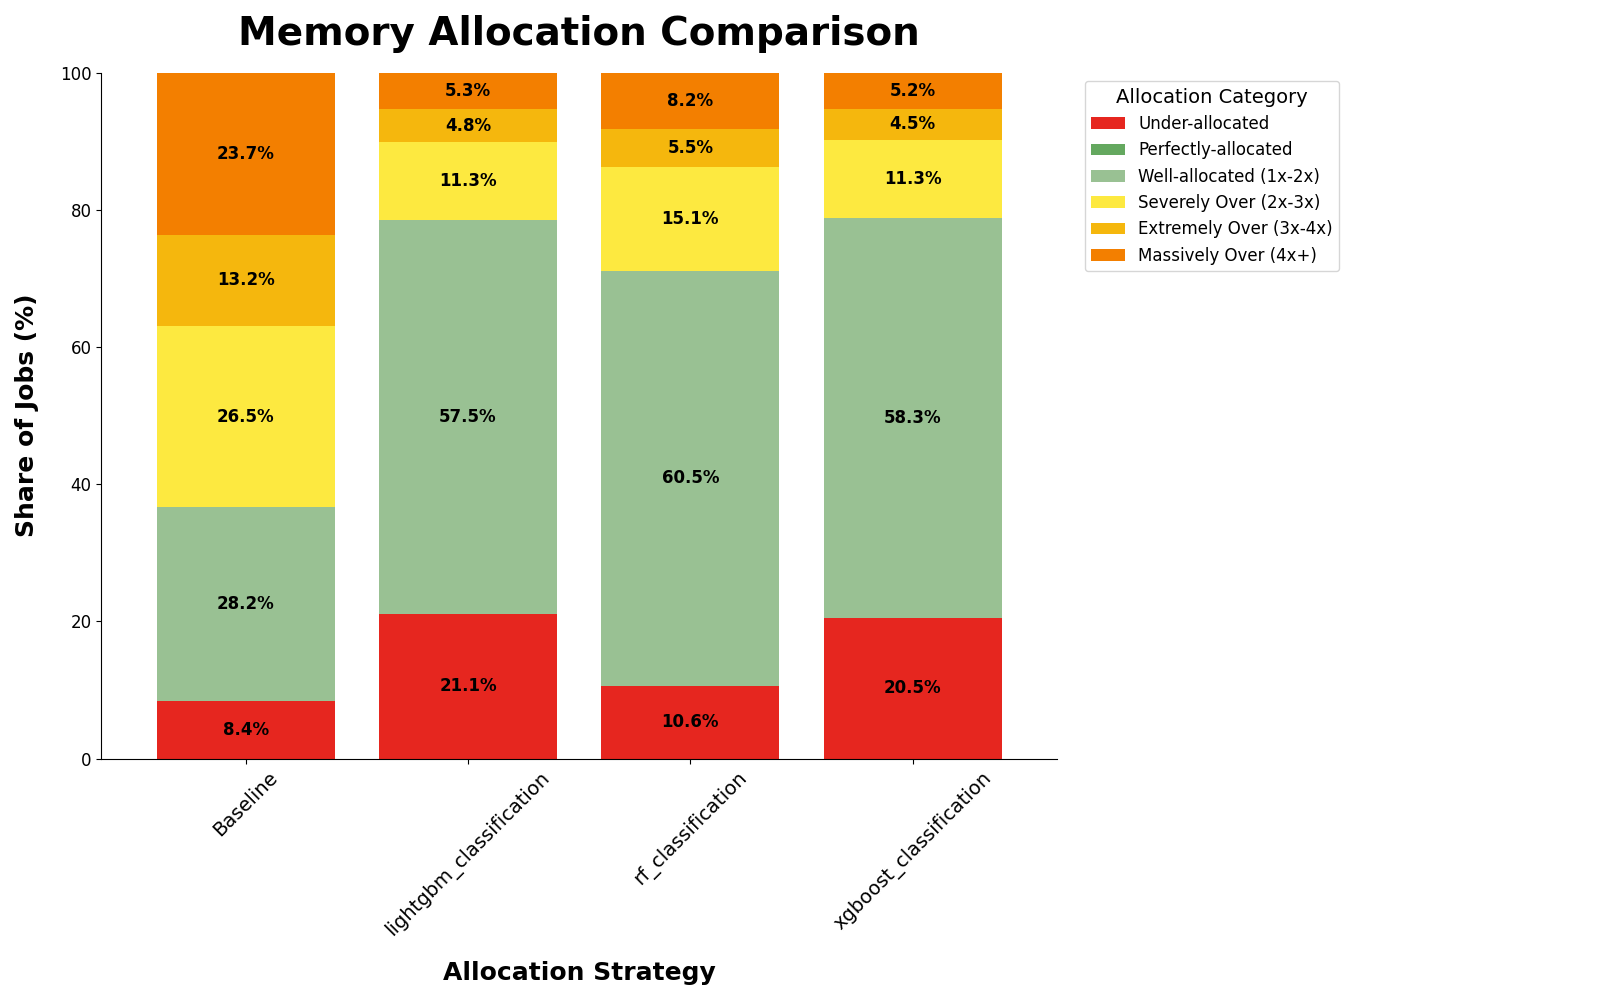 Memory Allocation Comparison
Share of Jobs (%)
100
80
60
40
20
0
23.7%
13.2%
26.5%
28.2%
8.4%
5.3%
4.8%
11.3%
57.5%
21.1%
8.2%
5.5%
15.1%
60.5%
10.6%
5.2%
4.5%
11.3%
58.3%
20.5%
Baseline
lightgbm_classification
rf_classification
xgboost_classification
Allocation Strategy
Allocation Category
Under-allocated
Perfectly-allocated
Well-allocated (1x-2x)
Severely Over (2x-3x)
Extremely Over (3x-4x)
Massively Over (4x+)